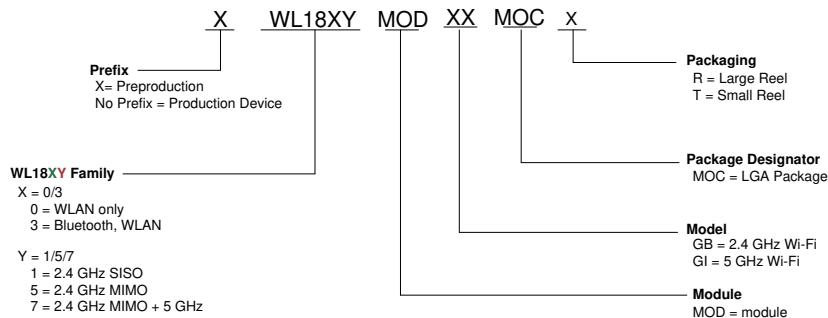 X WL18XY MOD XX MOC X
Prefix
X= Preproduction
No Prefix = Production Device
WL18XY Family
X = 0/3
0 = WLAN only
3 = Bluetooth, WLAN
Y = 1/5/7
1 = 2.4 GHz SISO
5 = 2.4 GHz MIMO
7 = 2.4 GHz MIMO + 5 GHz
Packaging
R = Large Reel
T = Small Reel
Package Designator
MOC = LGA Package
Model
GB = 2.4 GHz Wi-Fi
GI = 5 GHz Wi-Fi
Module
MOD = module